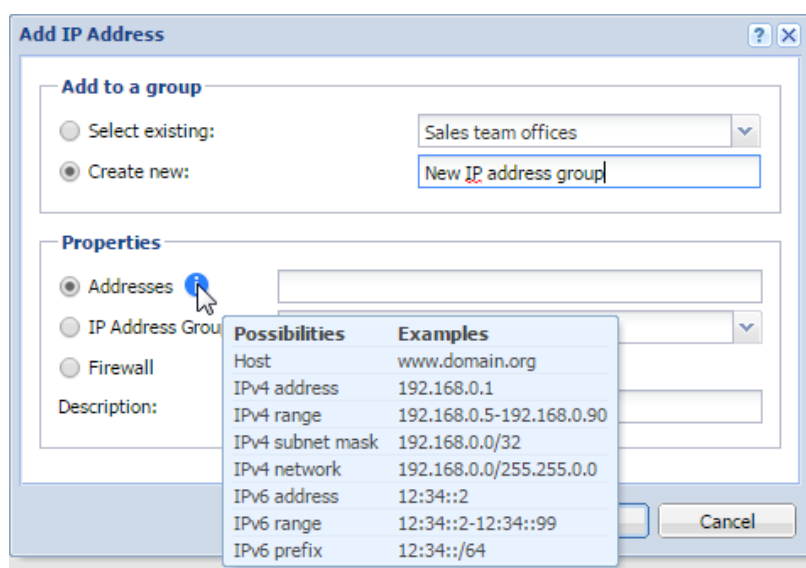 Add IP Address
Add to a group
Select existing: Sales team offices
Create new: New IP address group
Properties
Addresses
IP Address Grou
Firewall
Description:
Possibilities Examples
Host www.domain.org
IPv4 address 192.168.0.1
IPv4 range 192.168.0.5-192.168.0.90
IPv4 subnet mask 192.168.0.0/32
IPv4 network 192.168.0.0/255.255.0.0
IPv6 address 12:34::2
IPv6 range 12:34::2-12:34::99
IPv6 prefix 12:34::/64
Cancel